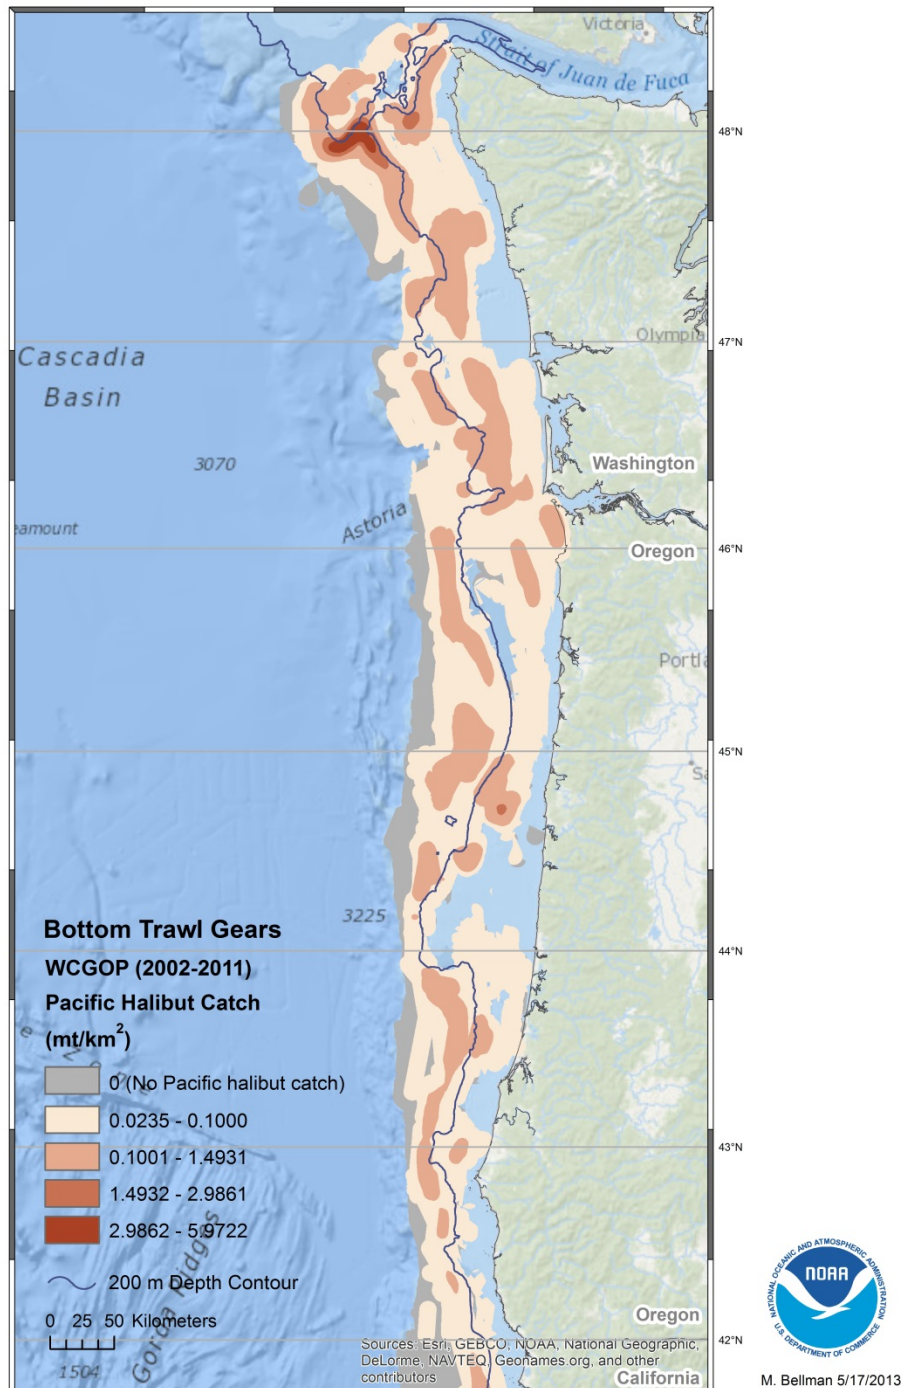 Victoria
Strait of Juan de Fuca
48°N
Olympia
47°N
Cascadia
Basin
3070
Washington
Astoria
eamount
46°N
Oregon
Portla
45°N
Sa
3225
Bottom Trawl Gears
44°N
WCGOP (2002-2011)
Pacific Halibut Catch
(mt/km²)
0 (No Pacific halibut catch)
0.0235 - 0.1000
43°N
0.1001 - 1.4931
1.4932 - 2.9861
2.9862 - 5.9722
200 m Depth Contour
0 25 50 Kilometers
Gorda Ridges
1504
Oregon
42°N
Sources: Esri, GEBCO, NOAA, National Geographic,
DeLorme, NAVTEQ, Geonames.org, and other
contributors
California
NATIONAL OCEANIC AND ATMOSPHERIC ADMINISTRATION
NOAA
U.S. DEPARTMENT OF COMMERCE
M. Bellman 5/17/2013